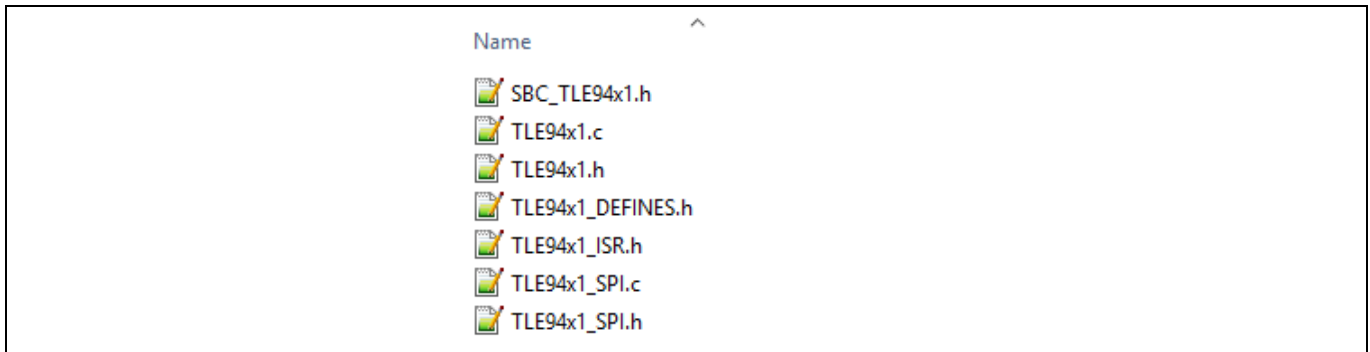 Name
SBC_TLE94x1.h
TLE94x1.c
TLE94x1.h
TLE94x1_DEFINES.h
TLE94x1_ISR.h
TLE94x1_SPI.c
TLE94x1_SPI.h